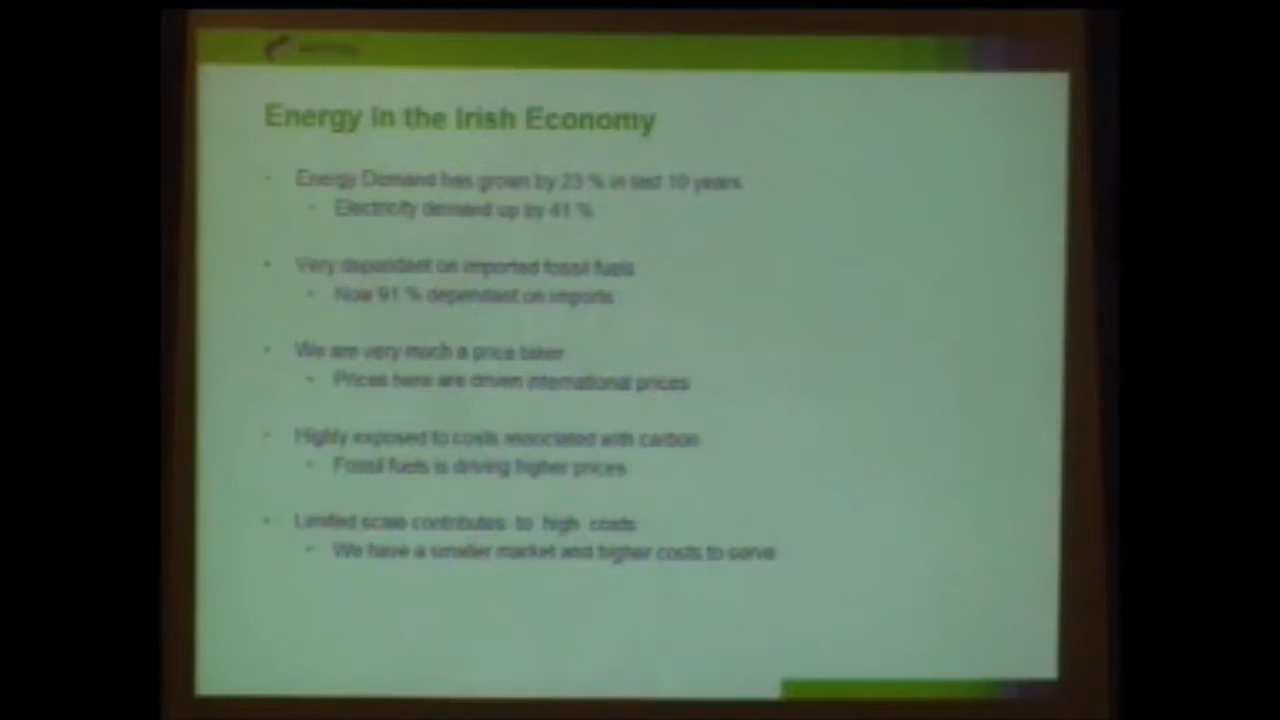 Energy in the Irish Economy
Energy Demand has grown by 23 % in last 10 years
Electricity demand up by 41 %
Very dependant on imported fossil fuels
Now 91 % dependant on imports
We are very much a price taker
Prices here are driven international prices
Highly exposed to costs associated with carbon
Fossil fuels is driving higher prices
Limited scale contributes to high costs
We have a smaller market and higher costs to serve